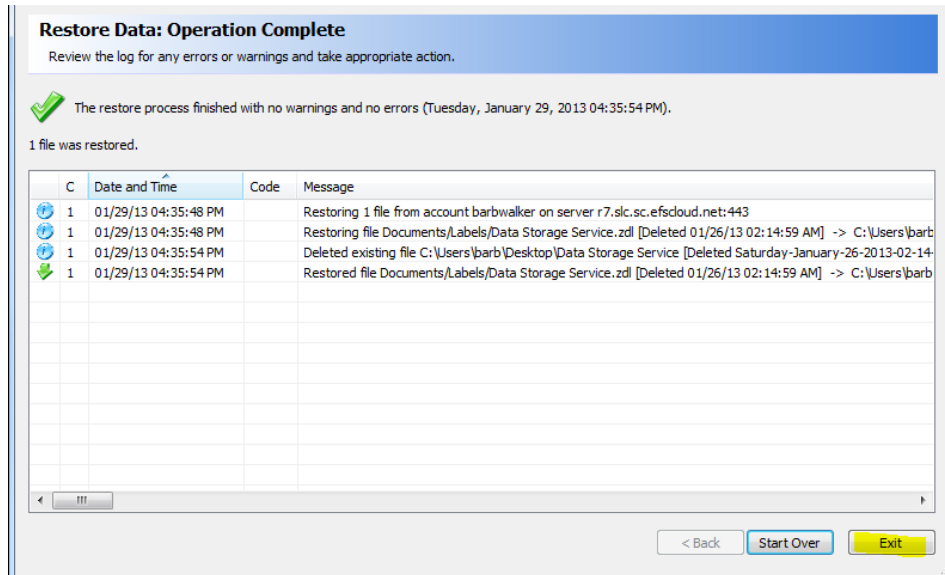 Restore Data: Operation Complete
Review the log for any errors or warnings and take appropriate action.
The restore process finished with no warnings and no errors (Tuesday, January 29, 2013 04:35:54 PM).
1 file was restored.
C Date and Time Code Message
1 01/29/13 04:35:48 PM Restoring 1 file from account barbwalker on server r7.slc.sc.efscloud.net:443
1 01/29/13 04:35:48 PM Restoring file Documents/Labels/Data Storage Service.zdl [Deleted 01/26/13 02:14:59 AM] -> C:\Users\barb
1 01/29/13 04:35:54 PM Deleted existing file C:\Users\barb\Desktop\Data Storage Service [Deleted Saturday-January-26-2013-02-14-
1 01/29/13 04:35:54 PM Restored file Documents/Labels/Data Storage Service.zdl [Deleted 01/26/13 02:14:59 AM] -> C:\Users\barb
< Back Start Over Exit